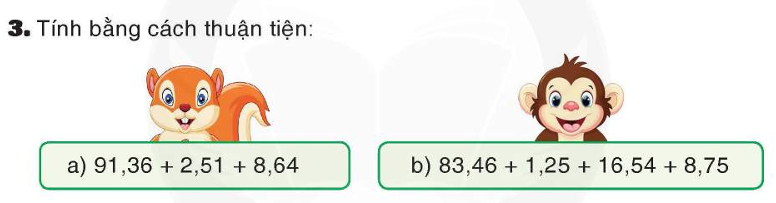 3. Tính bằng cách thuận tiện:
a) 91,36 + 2,51 + 8,64
b) 83,46 + 1,25 + 16,54 + 8,75